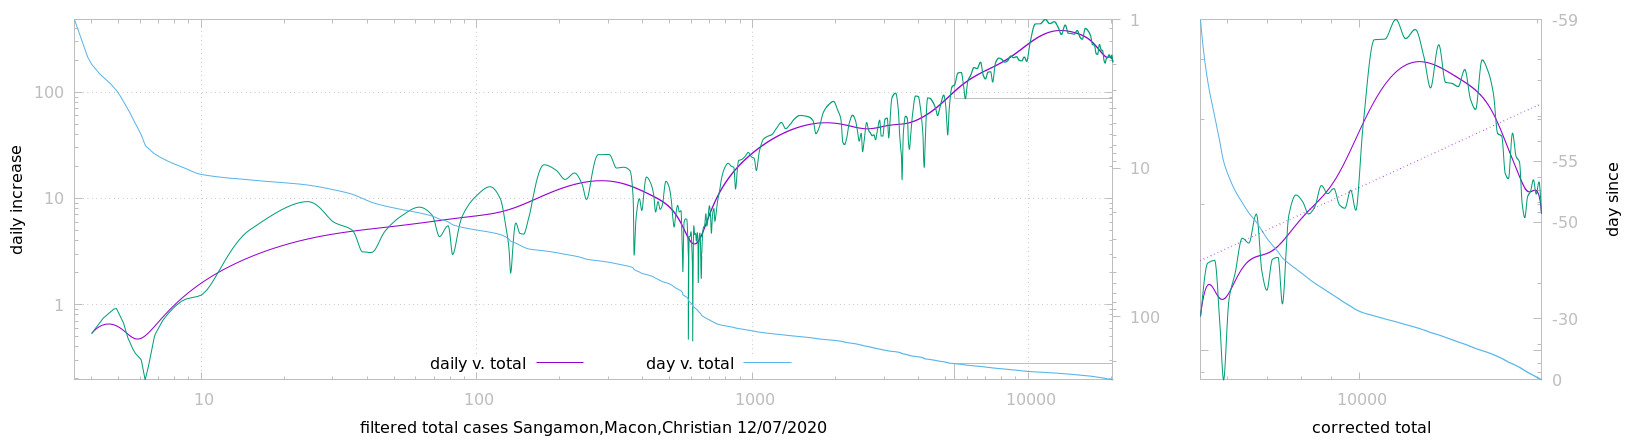 daily increase
100
10
1
10
100
1000
10000
1
10
100
daily v. total
day v. total
filtered total cases Sangamon,Macon,Christian 12/07/2020
10000
corrected total
-59
-55
-50
-30
0
day since